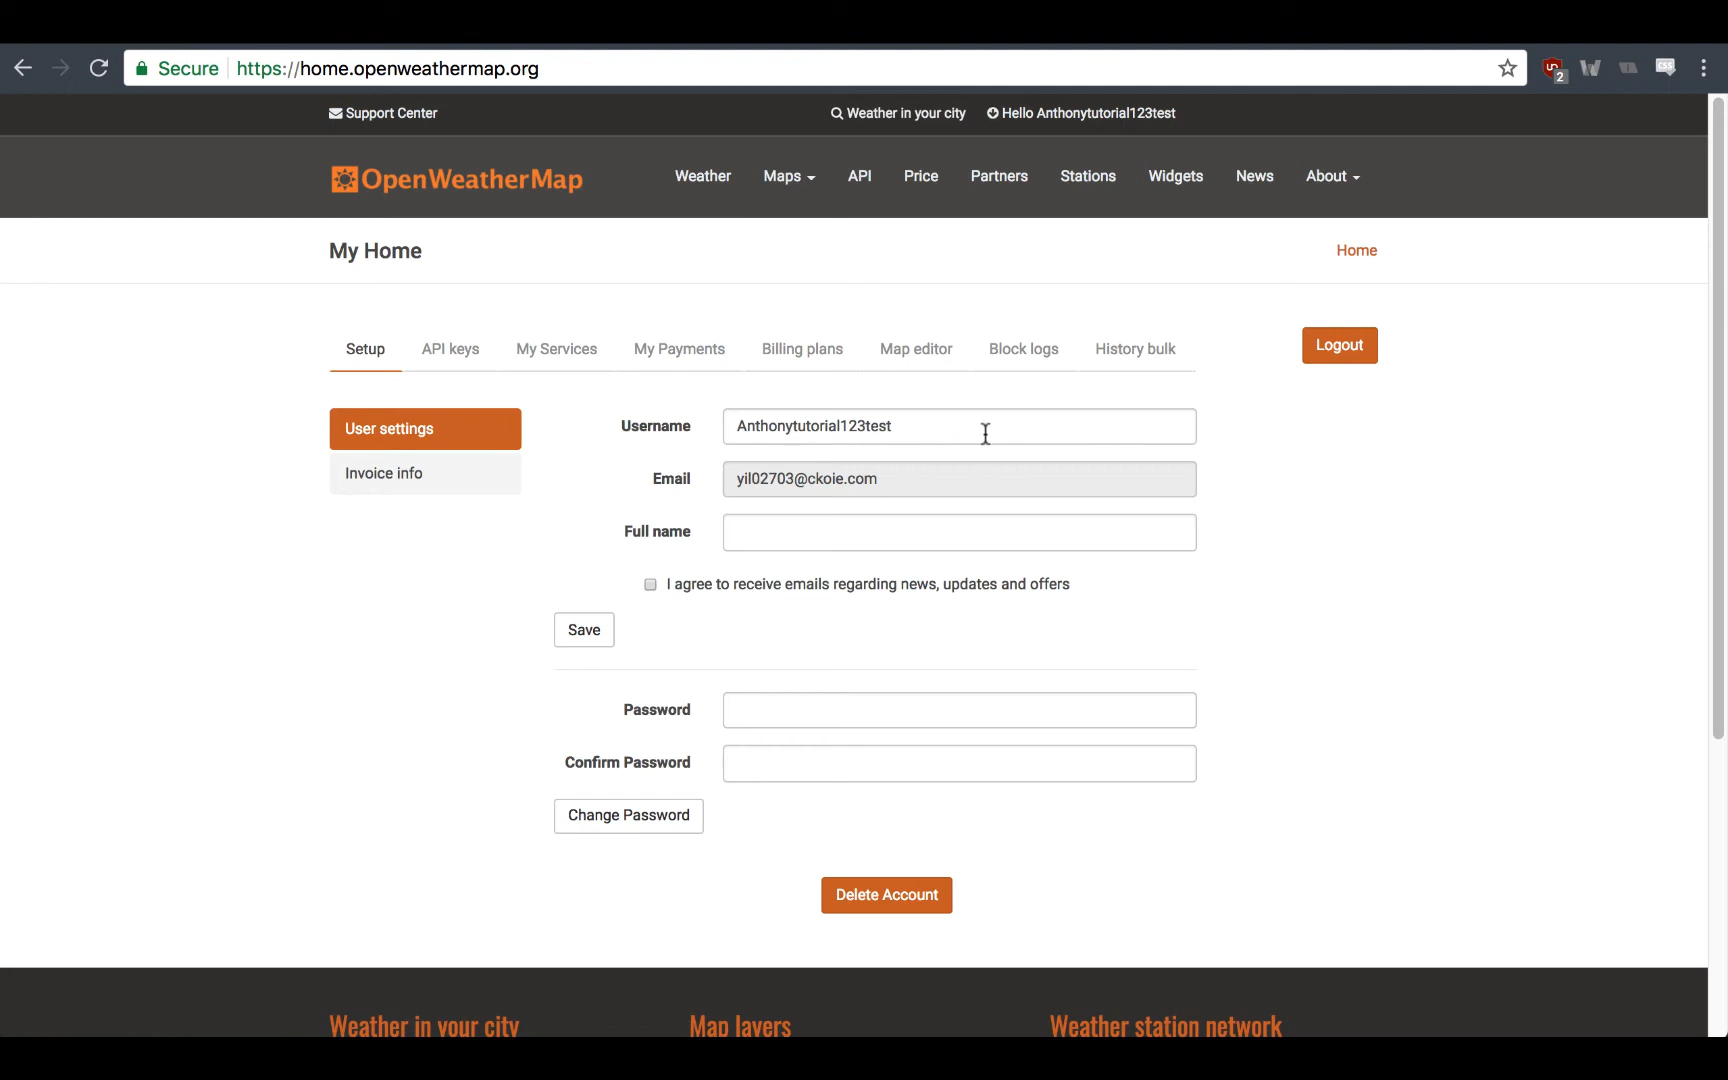 Secure https://home.openweathermap.org
2
CSS
Support Center Weather in your city Hello Anthonytutorial123test
OpenWeatherMap Weather Maps API Price Partners Stations Widgets News About
My Home Home
Setup API keys My Services My Payments Billing plans Map editor Block logs History bulk Logout
User settings
Invoice info
Username Anthonytutorial123test
Email yil02703@ckoie.com
Full name
I agree to receive emails regarding news, updates and offers
Save
Password
Confirm Password
Change Password
Delete Account
Weather in your city Map layers Weather station network